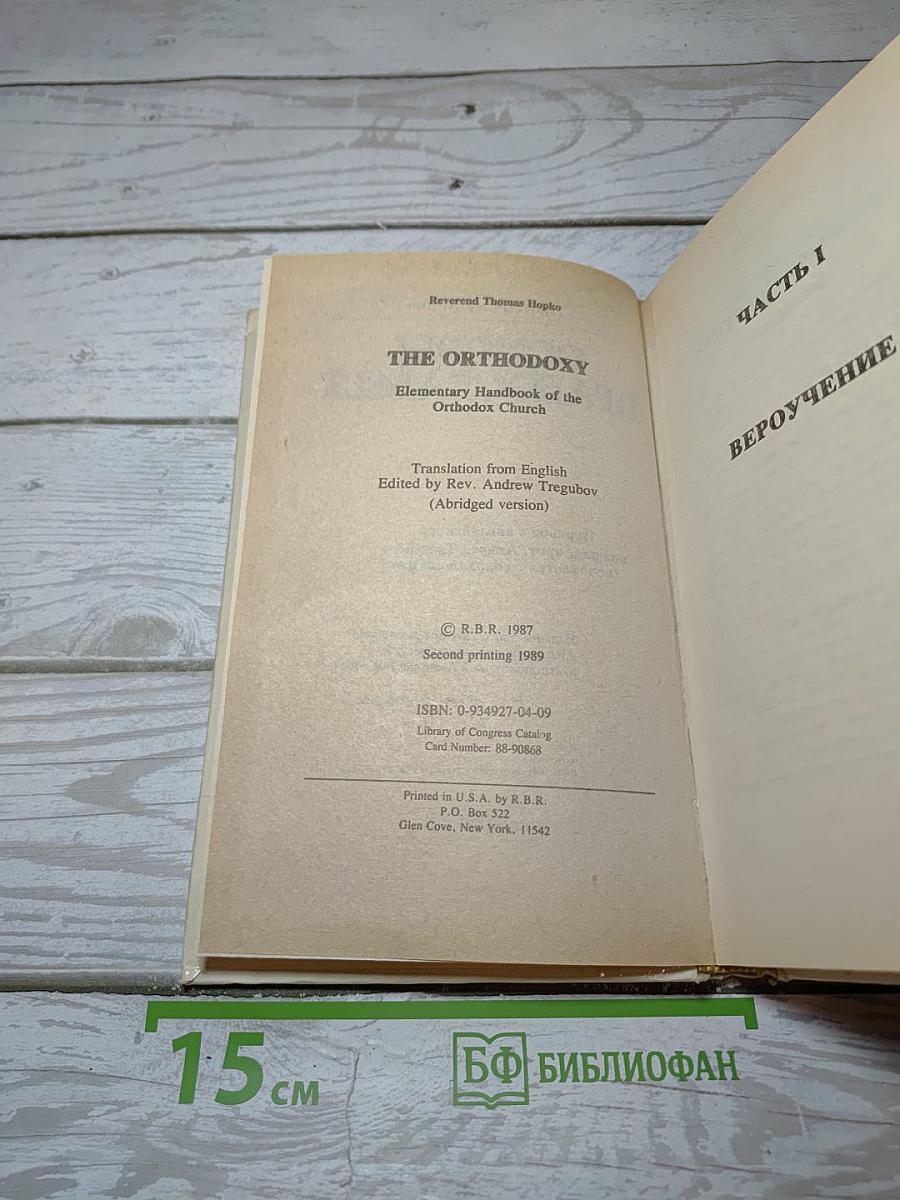 Reverend Thomas Hopko
THE ORTHODOXY
Elementary Handbook of the
Orthodox Church
Translation from English
Edited by Rev. Andrew Tregubov
(Abridged version)
© R.B.R. 1987
Second printing 1989
ISBN: 0-934927-04-09
Library of Congress Catalog
Card Number: 88-90868
Printed in U.S.A. by R.B.R.
P.O. Box 522
Glen Cove, New York, 11542
ЧАСТЬ I
ВЕРОУЧЕНИЕ
15 см
БФ БИБЛИОФАН